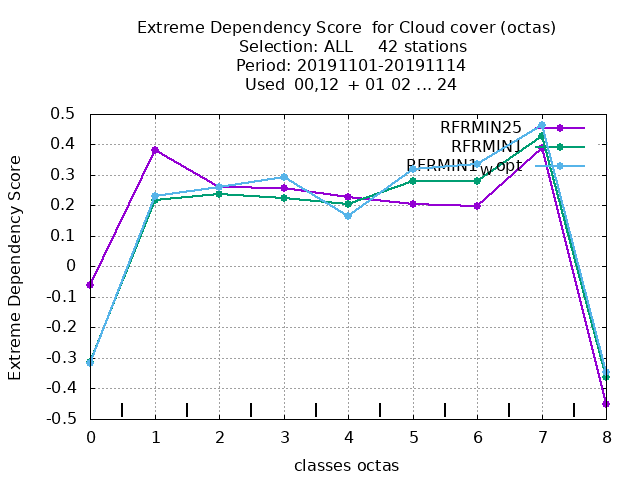 Extreme Dependency Score for Cloud cover (octas)
Selection: ALL 42 stations
Period: 20191101-20191114
Used 00,12 + 01 02 ... 24
Extreme Dependency Score
0.5
0.4
0.3
0.2
0.1
0
-0.1
-0.2
-0.3
-0.4
-0.5
RFRMIN25
RFRMIN1
RFRMIN1wopt
0 1 2 3 4 5 6 7 8
classes octas